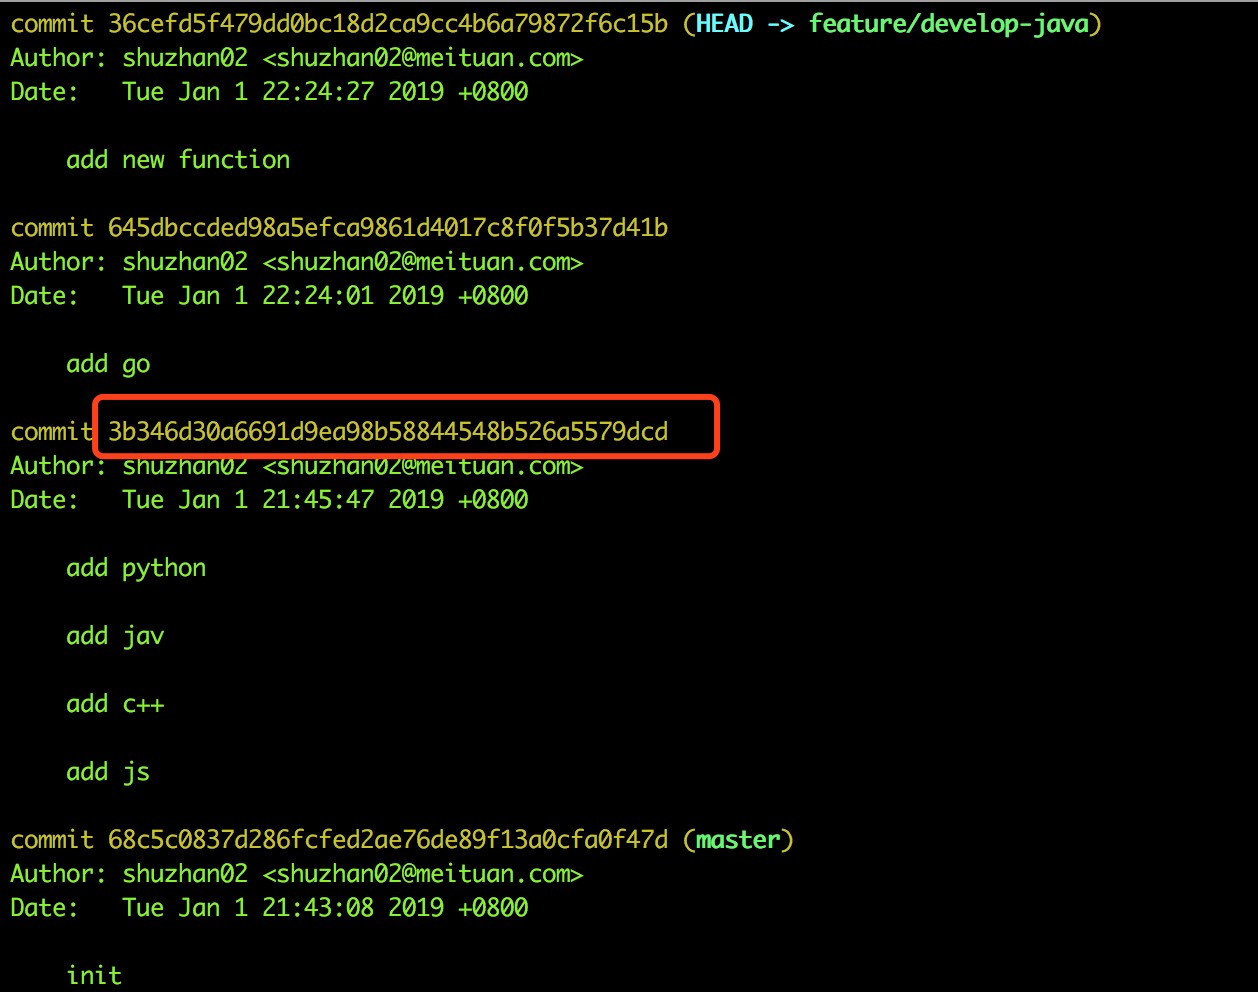 commit 36cefd5f479dd0bc18d2ca9cc4b6a79872f6c15b (HEAD -> feature/develop-java)
Author: shuzhan02 <shuzhan02@meituan.com>
Date:   Tue Jan 1 22:24:27 2019 +0800
    add new function
commit 645dbccded98a5efca9861d4017c8f0f5b37d41b
Author: shuzhan02 <shuzhan02@meituan.com>
Date:   Tue Jan 1 22:24:01 2019 +0800
    add go
commit 3b346d30a6691d9ea98b58844548b526a5579dcd
Author: shuzhan02 <shuzhan02@meituan.com>
Date:   Tue Jan 1 21:45:47 2019 +0800
    add python
    add jav
    add c++
    add js
commit 68c5c0837d286fcfed2ae76de89f13a0cfa0f47d (master)
Author: shuzhan02 <shuzhan02@meituan.com>
Date:   Tue Jan 1 21:43:08 2019 +0800
    init